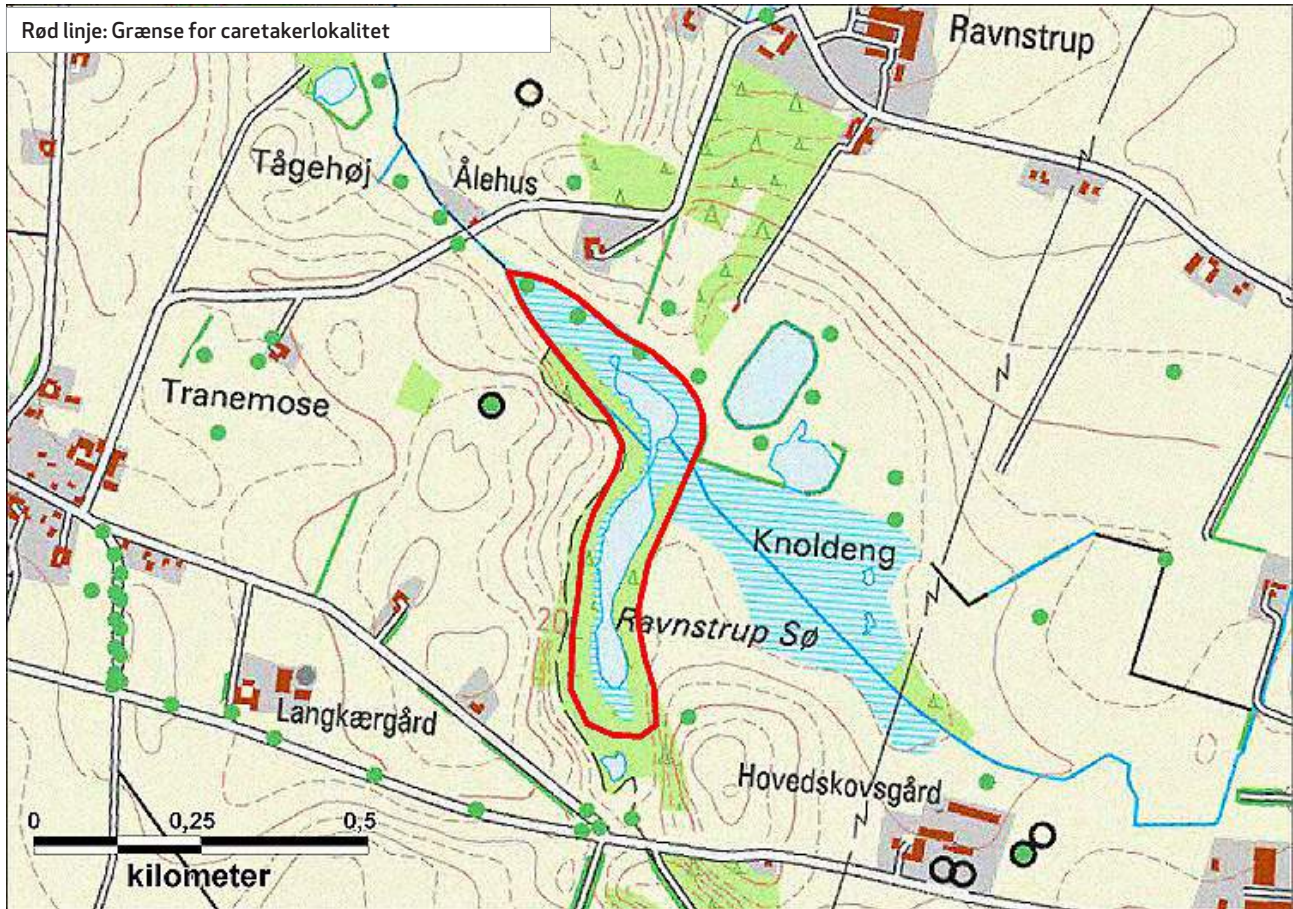 Rød linje: Grænse for caretakerlokalitet
Ravnstrup
Tågehøj
Ålehus
Tranemose
Knoldeng
20
Ravnstrup Sø
Langkærgård
Hovedskovsgård
0 0,25 0,5
kilometer